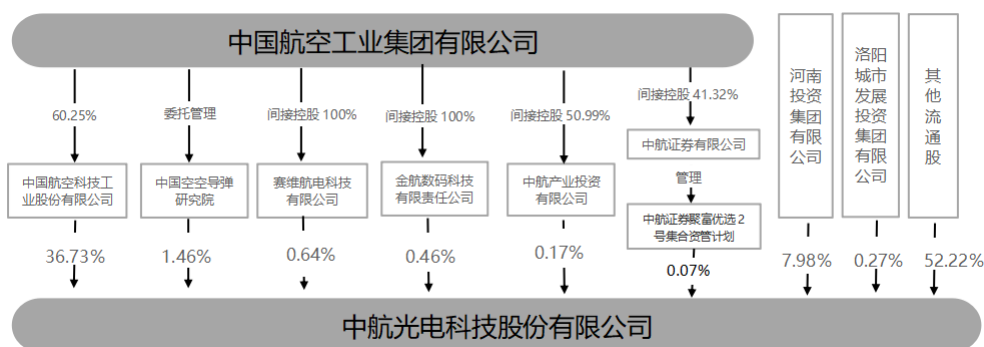 中国航空工业集团有限公司
60.25%
委托管理
间接控股 100%
间接控股 100%
间接控股 50.99%
间接控股 41.32%
中国航空科技工
业股份有限公司
中国空空导弹
研究院
赛维航电科技
有限公司
金航数码科技
有限责任公司
中航产业投资
有限公司
中航证券有限公司
管理
中航证券聚富优选 2
号集合资管计划
河南
投资
集团
有限
公司
洛阳
城市
发展
投资
集团
有限
公司
其
他
流
通
股
36.73%
1.46%
0.64%
0.46%
0.17%
0.07%
7.98%
0.27%
52.22%
中航光电科技股份有限公司